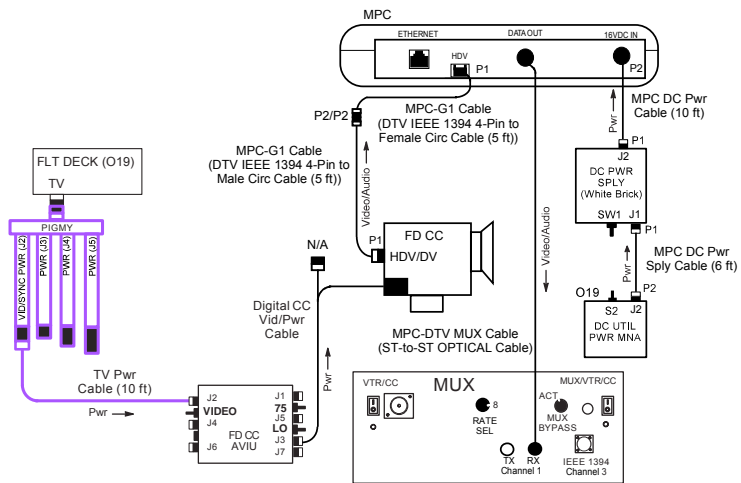 MPC
ETHERNET
HDV
P1
DATA OUT
16VDC IN
P2
P2/P2
MPC-G1 Cable
(DTV IEEE 1394 4-Pin to
Female Circ Cable (5 ft))
MPC-G1 Cable
(DTV IEEE 1394 4-Pin to
Male Circ Cable (5 ft))
Pwr
MPC DC Pwr
Cable (10 ft)
P1
J2
DC PWR
SPLY
(White Brick)
SW1
J1
P1
Pwr
MPC DC Pwr
Sply Cable (6 ft)
P2
O19
S2
J2
DC UTIL
PWR MNA
FLT DECK (O19)
TV
PIGMY
VID/SYNC PWR (J2)
PWR (J3)
PWR (J4)
PWR (J5)
Video/Audio
Video/Audio
P1
FD CC
HDV/DV
N/A
Digital CC
Vid/Pwr
Cable
Pwr
MPC-DTV MUX Cable
(ST-to-ST OPTICAL Cable)
TV Pwr
Cable (10 ft)
Pwr
J2
VIDEO
J4
J6
FD CC
AVIU
J1
75
J5
LO
J3
J7
MUX
VTR/CC
8
RATE
SEL
ACT
MUX
BYPASS
MUX/VTR/CC
TX
RX
Channel 1
IEEE 1394
Channel 3